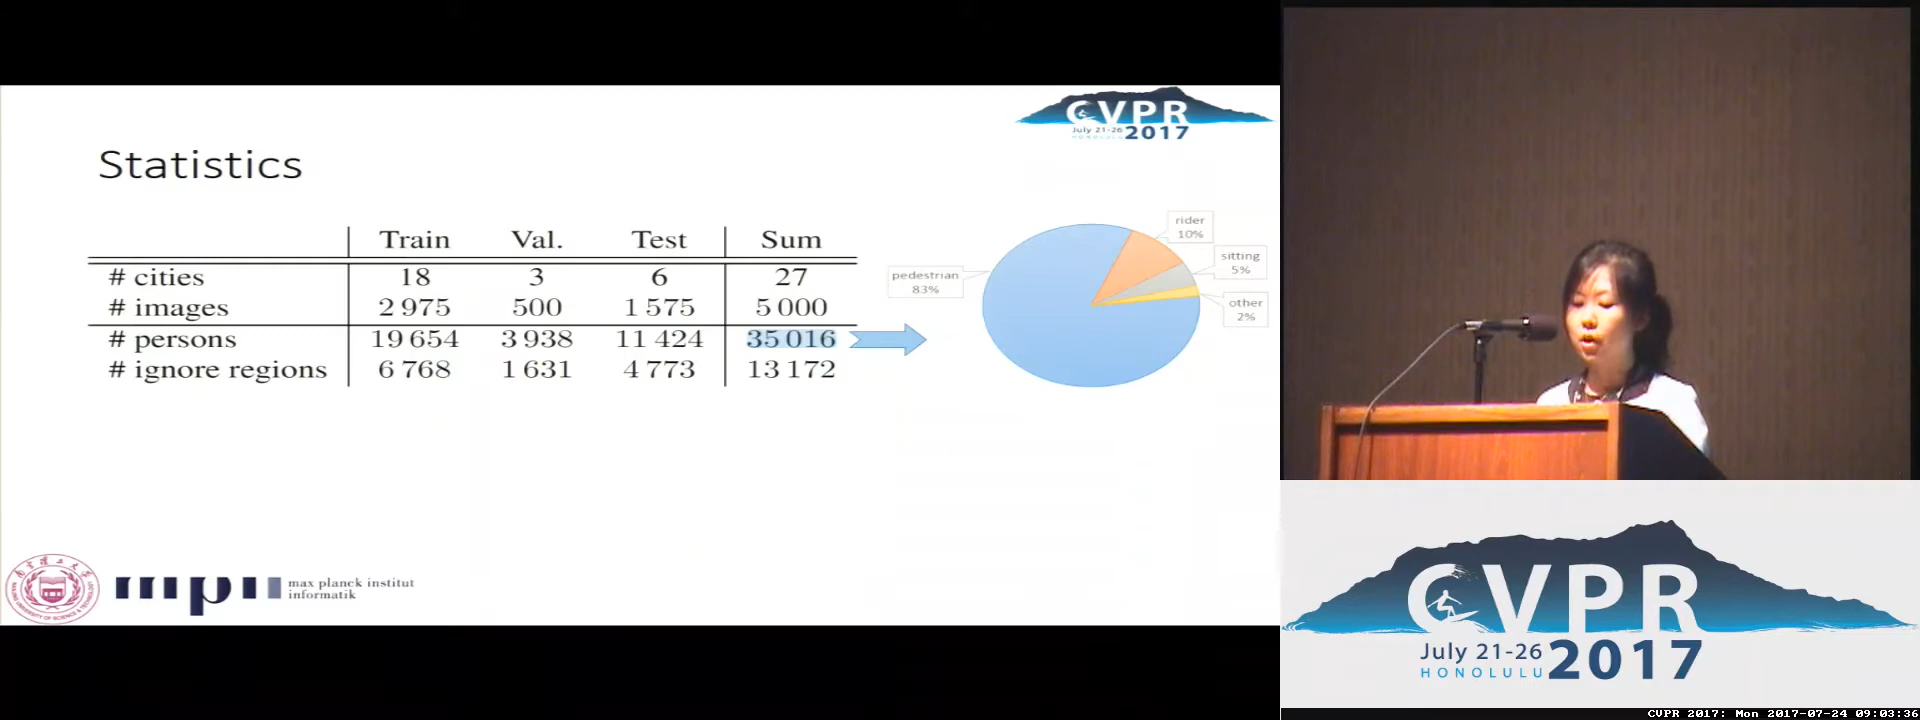 CVPR
July 21-26 2017
HONOLULU
Statistics
Train Val. Test Sum
# cities 18 3 6 27
# images 2 975 500 1 575 5 000
# persons 19 654 3 938 11 424 35 016
# ignore regions 6 768 1 631 4 773 13 172
pedestrian
83%
rider
10%
sitting
5%
other
2%
mpii max planck institut
informatik
CVPR
July 21-26 2017
HONOLULU
CVPR 2017: Mon 2017-07-24 09:03:36